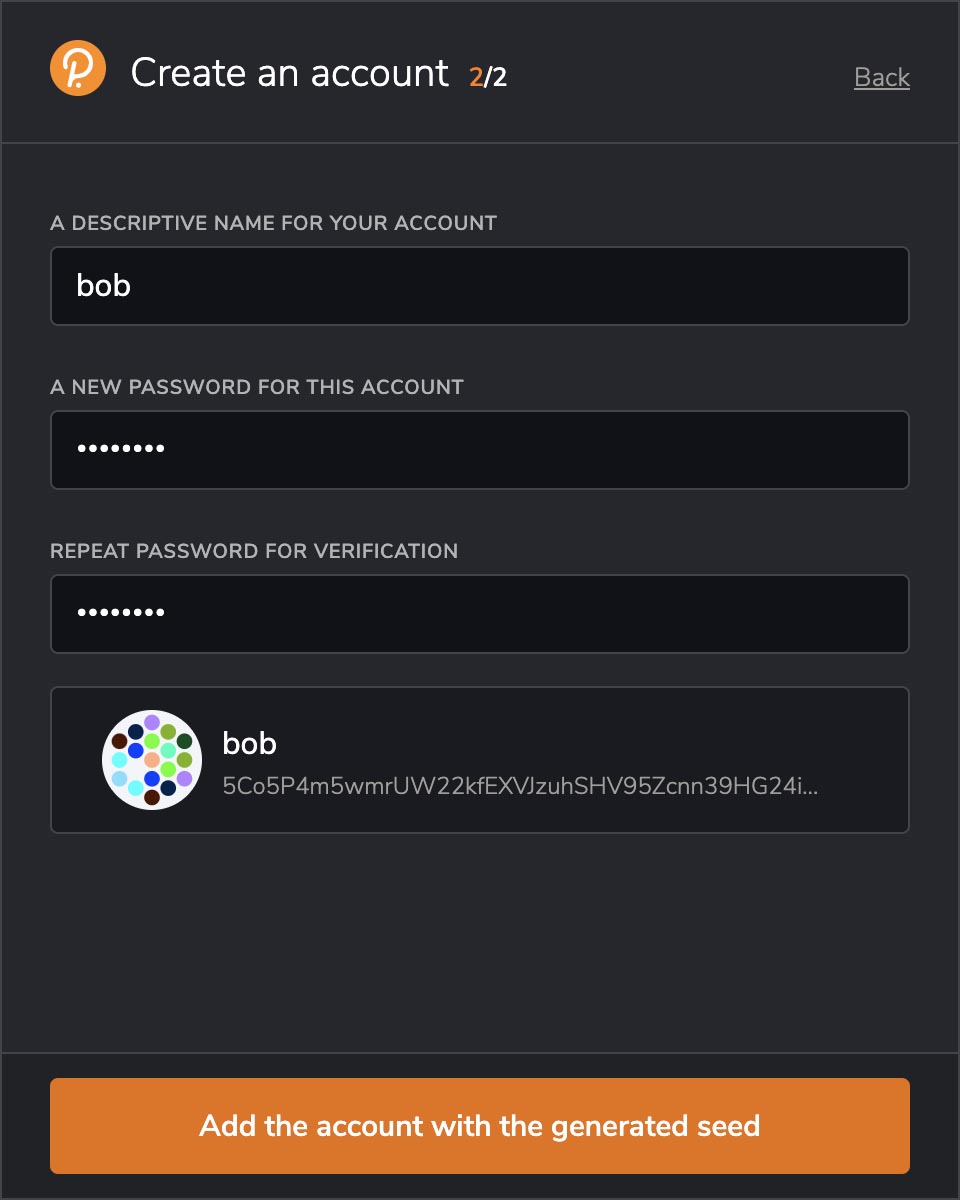 Create an account 2/2
Back
A DESCRIPTIVE NAME FOR YOUR ACCOUNT
bob
A NEW PASSWORD FOR THIS ACCOUNT
••••••••
REPEAT PASSWORD FOR VERIFICATION
••••••••
bob
5Co5P4m5wmrUW22kfEXVJzuhSHV95Zcnn39HG24i...
Add the account with the generated seed